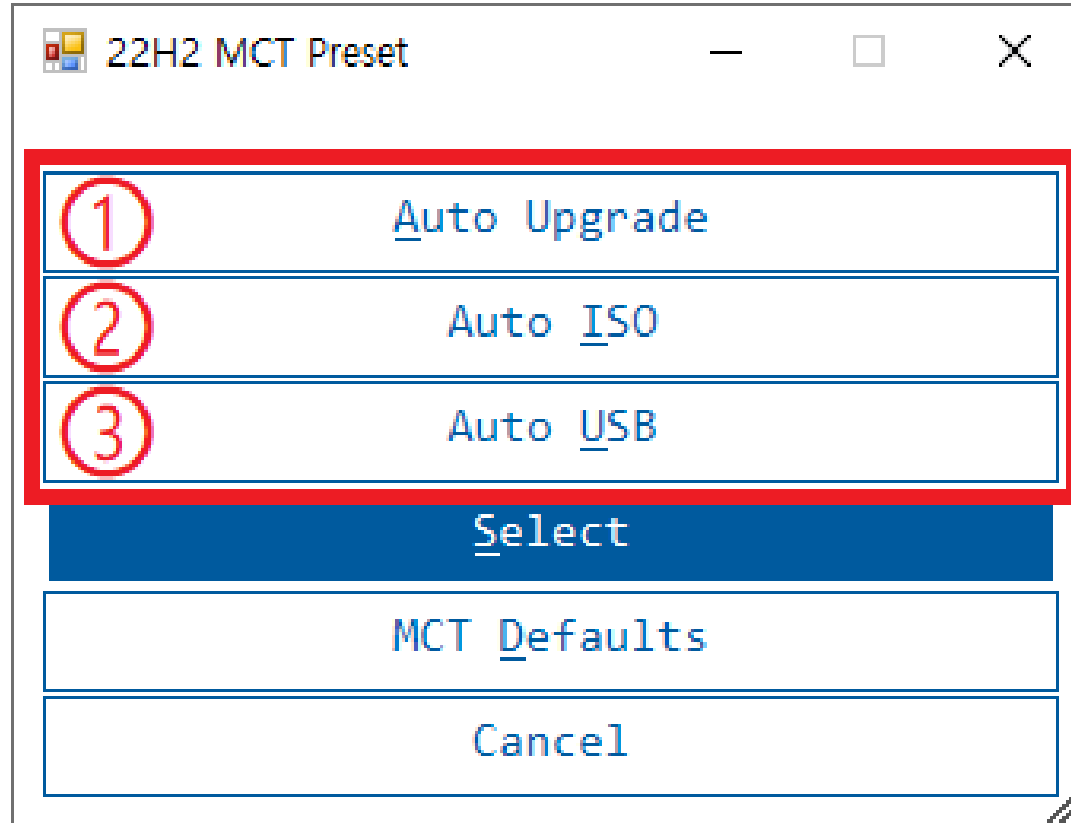 22H2 MCT Preset
① Auto Upgrade
② Auto ISO
③ Auto USB
Select
MCT Defaults
Cancel